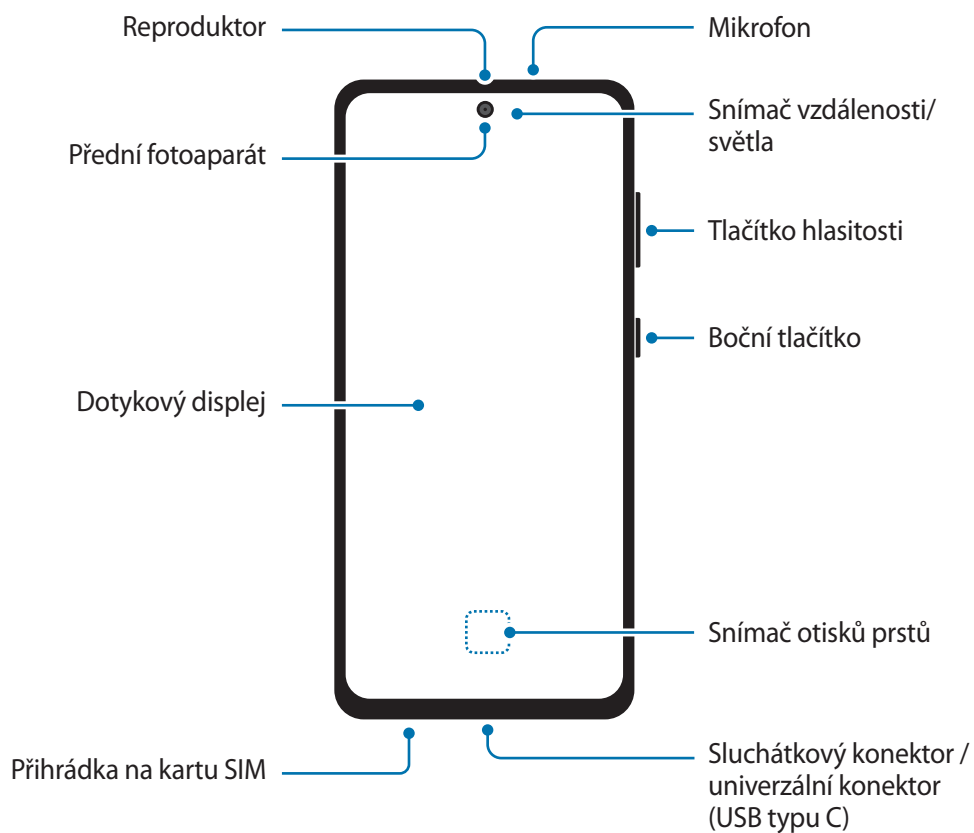 Reproduktor
Mikrofon
Přední fotoaparát
Snímač vzdálenosti/
světla
Tlačítko hlasitosti
Boční tlačítko
Dotykový displej
Snímač otisků prstů
Přihrádka na kartu SIM
Sluchátkový konektor /
univerzální konektor
(USB typu C)